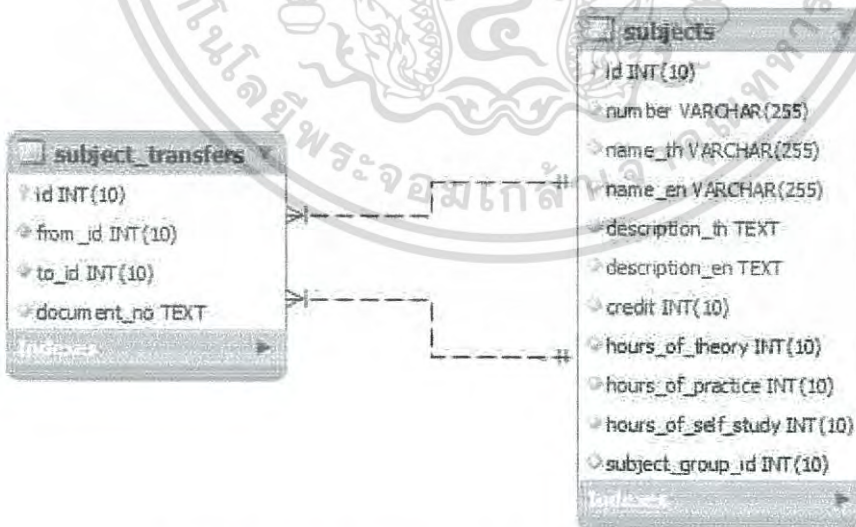 subject_transfers
id INT(10)
from_id INT(10)
to_id INT(10)
document_no TEXT
Indexes
subjects
id INT(10)
number VARCHAR(255)
name_th VARCHAR(255)
name_en VARCHAR(255)
description_th TEXT
description_en TEXT
credit INT(10)
hours_of_theory INT(10)
hours_of_practice INT(10)
hours_of_self_study INT(10)
subject_group_id INT(10)
Indexes